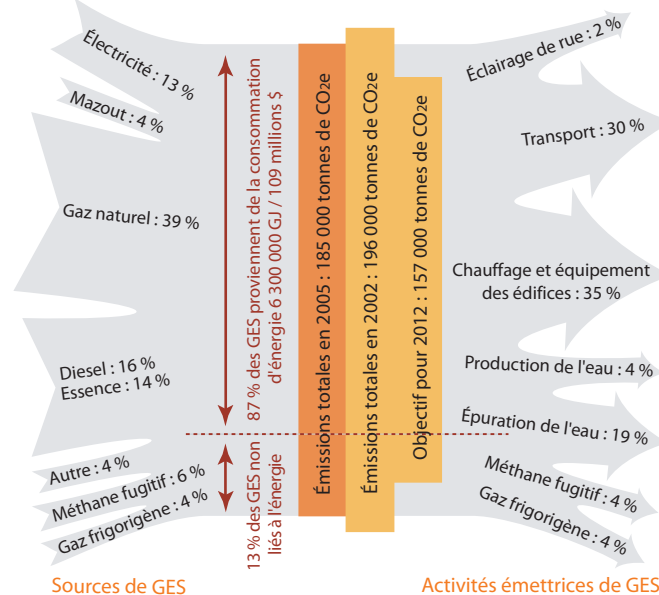 Électricité : 13 %
Mazout : 4 %
Gaz naturel : 39 %
Diesel : 16 %
Essence : 14 %
Autre : 4 %
Méthane fugitif : 6 %
Gaz frigorigène : 4 %
Sources de GES
87 % des GES proviennent de la consommation
d'énergie 6 300 000 GJ / 109 millions $
13 % des GES non
liés à l'énergie
Émissions totales en 2005 : 185 000 tonnes de CO2e
Émissions totales en 2002 : 196 000 tonnes de CO2e
Objectif pour 2012 : 157 000 tonnes de CO2e
Éclairage de rue : 2 %
Transport : 30 %
Chauffage et équipement
des édifices : 35 %
Production de l'eau : 4 %
Épuration de l'eau : 19 %
Méthane fugitif : 4 %
Gaz frigorigène : 4 %
Activités émettrices de GES